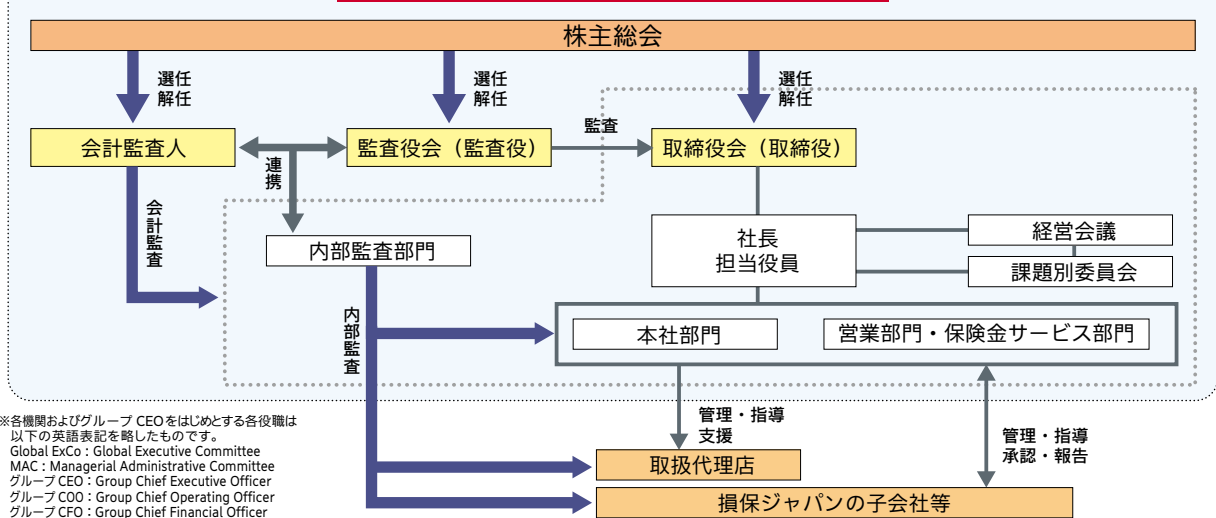 株主総会
選任
解任
選任
解任
選任
解任
会計監査人
監査役会（監査役）
監査
取締役会（取締役）
連携
会計監査
内部監査部門
社長
担当役員
経営会議
課題別委員会
内部監査
本社部門
営業部門・保険金サービス部門
管理・指導
支援
管理・指導
承認・報告
取扱代理店
損保ジャパンの子会社等
※各機関およびグループ CEOをはじめとする各役職は
以下の英語表記を略したものです。
Global ExCo：Global Executive Committee
MAC：Managerial Administrative Committee
グループ CEO：Group Chief Executive Officer
グループ COO：Group Chief Operating Officer
グループ CFO：Group Chief Financial Officer